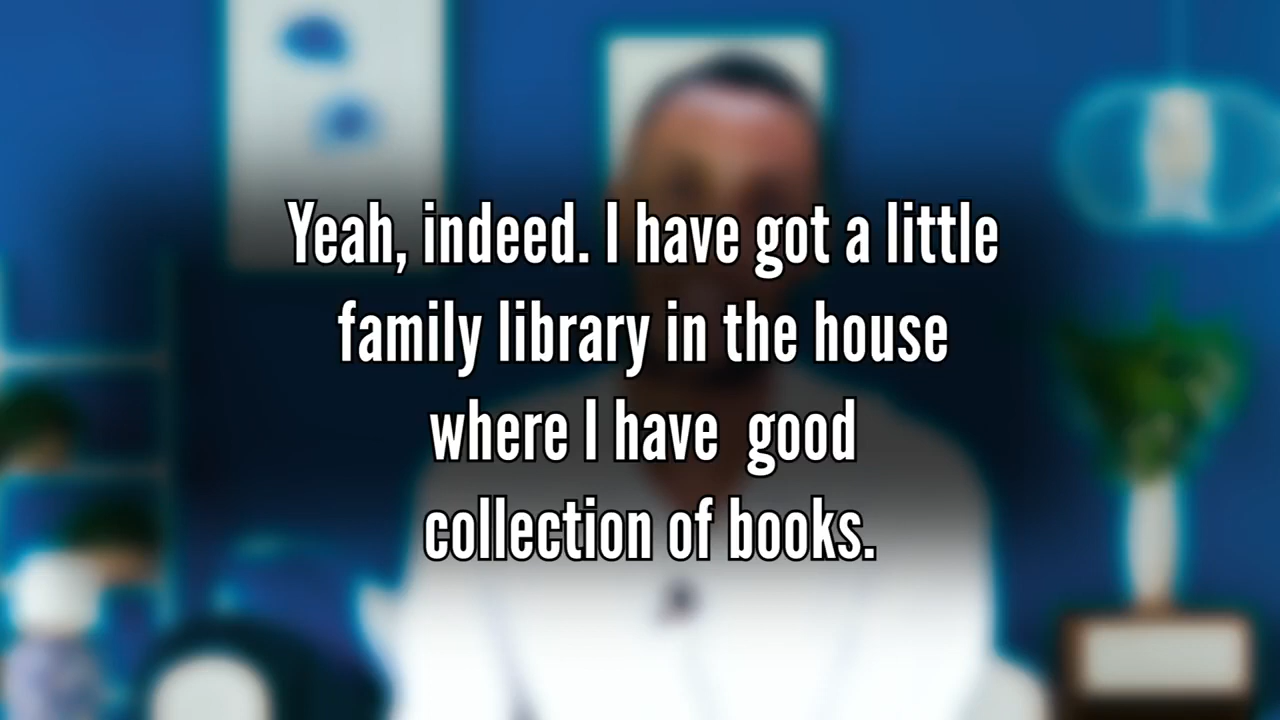 Yeah, indeed. I have got a little
family library in the house
where I have  good
collection of books.